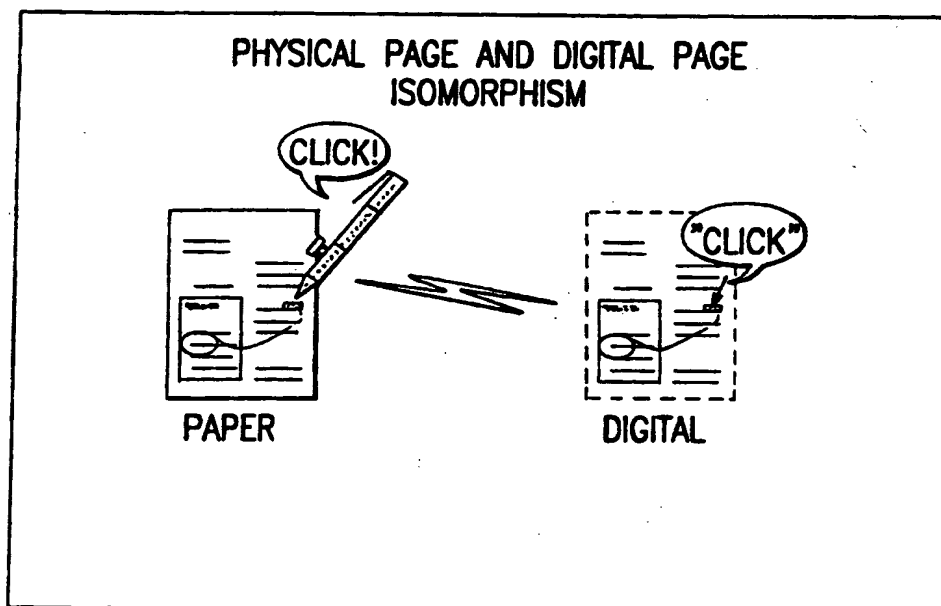 PHYSICAL PAGE AND DIGITAL PAGE
ISOMORPHISM
CLICK!
"CLICK"
PAPER
DIGITAL